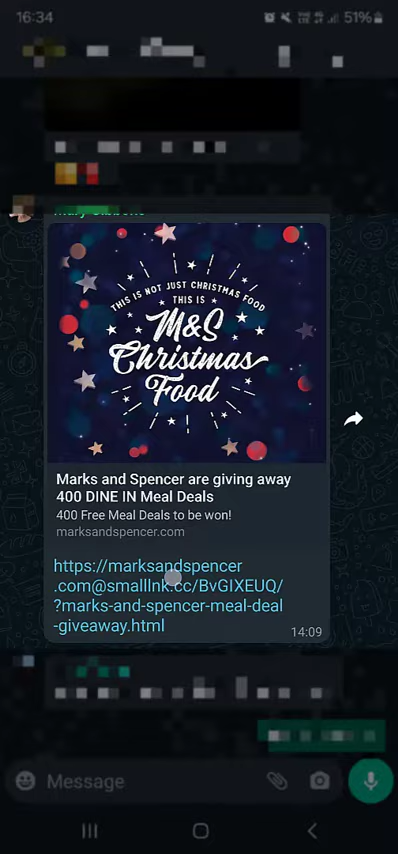 16:34
51%
THIS IS NOT JUST CHRISTMAS FOOD
THIS IS
M&S
Christmas
Food
Marks and Spencer are giving away
400 DINE IN Meal Deals
400 Free Meal Deals to be won!
marksandspencer.com
https://marksandspencer
.com@smalllnk.cc/BvGIXEUQ/
?marks-and-spencer-meal-deal
-giveaway.html
14:09
Message